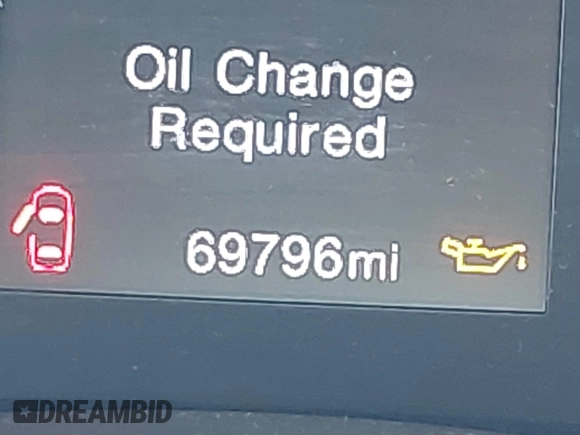 Oil Change
Required
69796mi
DREAMBID